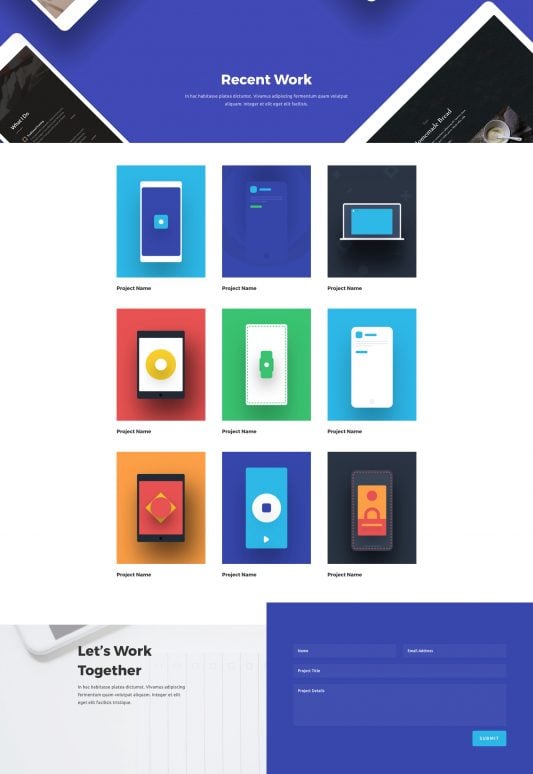 Recent Work
In hac habitasse platea dictumst. Vivamus adipiscing fermentum quam volutpat
aliquam. Integer et elit eget elit facilisis.
What I Do
Homemade Bread
Project Name
Project Name
Project Name
Project Name
Project Name
Project Name
Project Name
Project Name
Project Name
Let's Work
Together
In hac habitasse platea dictumst. Vivamus adipiscing
fermentum quam volutpat aliquam. Integer et elit
eget elit facilisis tristique.
Name
Email Address
Project Title
Project Details
SUBMIT